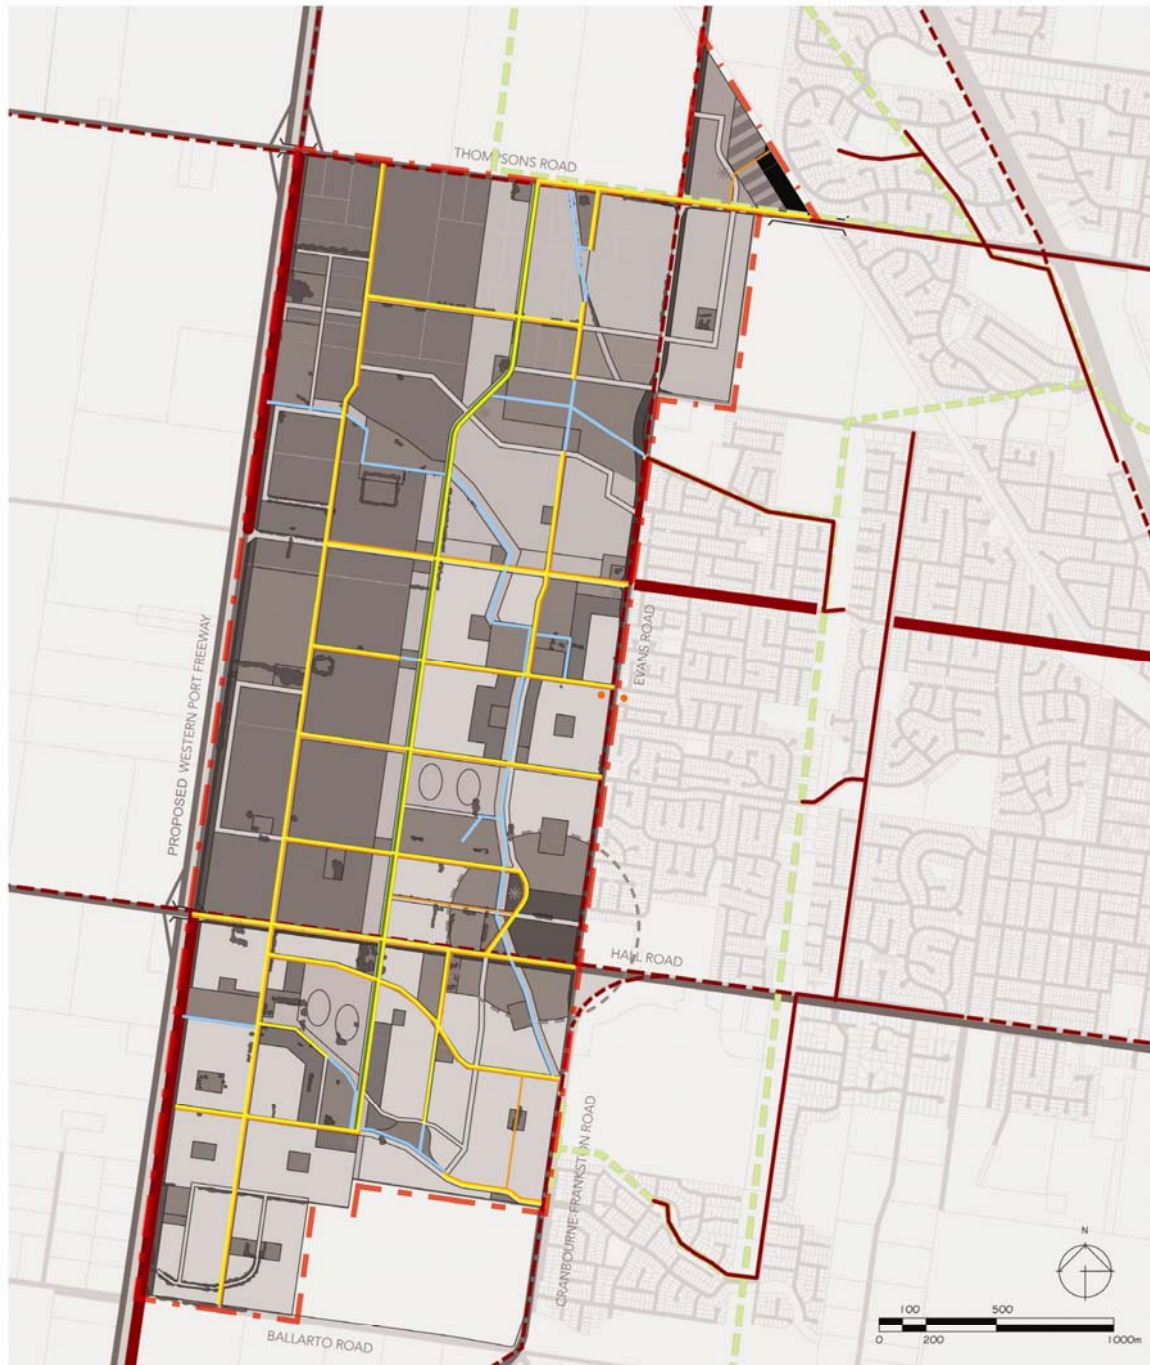 THOMPSONS ROAD
EVANS ROAD
PROPOSED WESTERN PORT FREEWAY
HALL ROAD
CRANBOURNE-FRANKSTON ROAD
BALLARTO ROAD
N
100 500
0 200 1000m